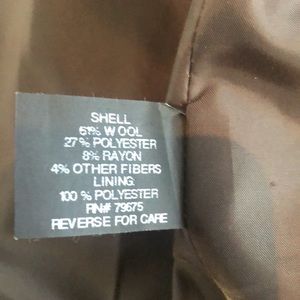 SHELL
61% WOOL
27% POLYESTER
8% RAYON
4% OTHER FIBERS
LINING:
100% POLYESTER
RN# 79675
REVERSE FOR CARE